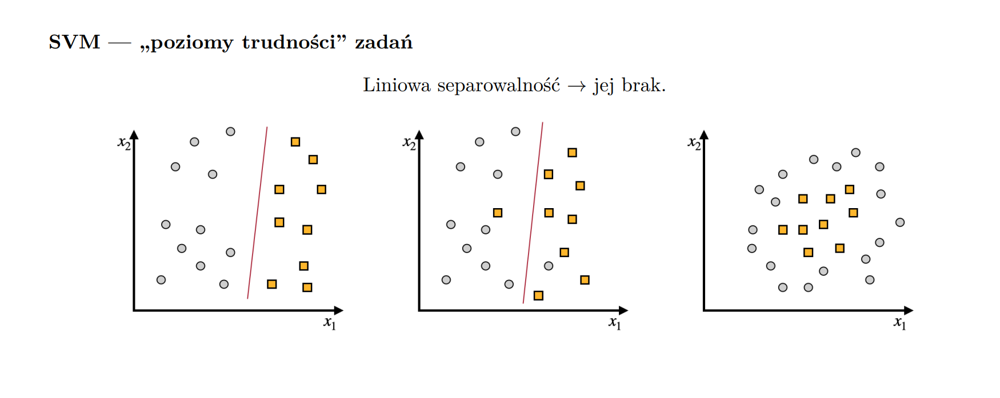 SVM — „poziomy trudności” zadań
Liniowa separowalność → jej brak.
x₂
x₁
x₂
x₁
x₂
x₁